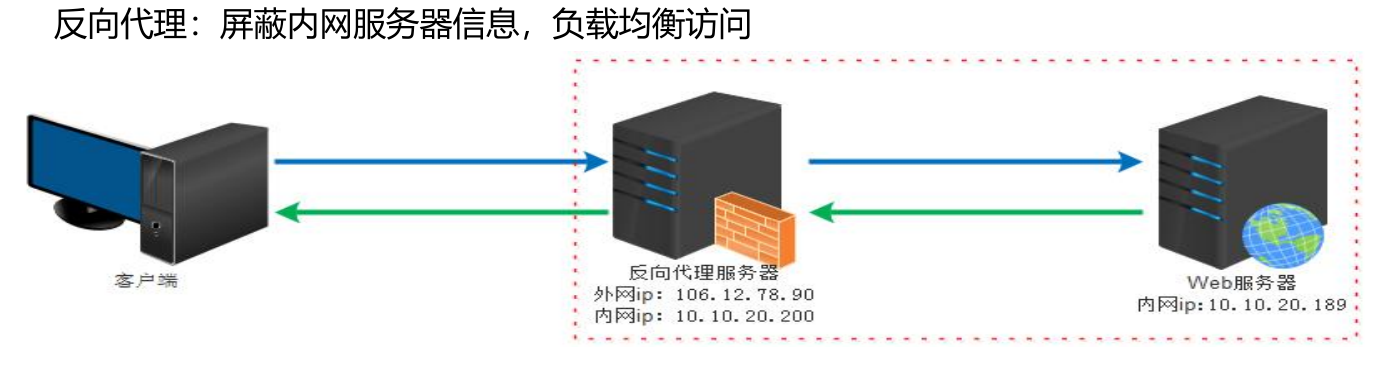 反向代理：屏蔽内网服务器信息，负载均衡访问
客户端
反向代理服务器
外网ip：106.12.78.90
内网ip：10.10.20.200
Web服务器
内网ip:10.10.20.189